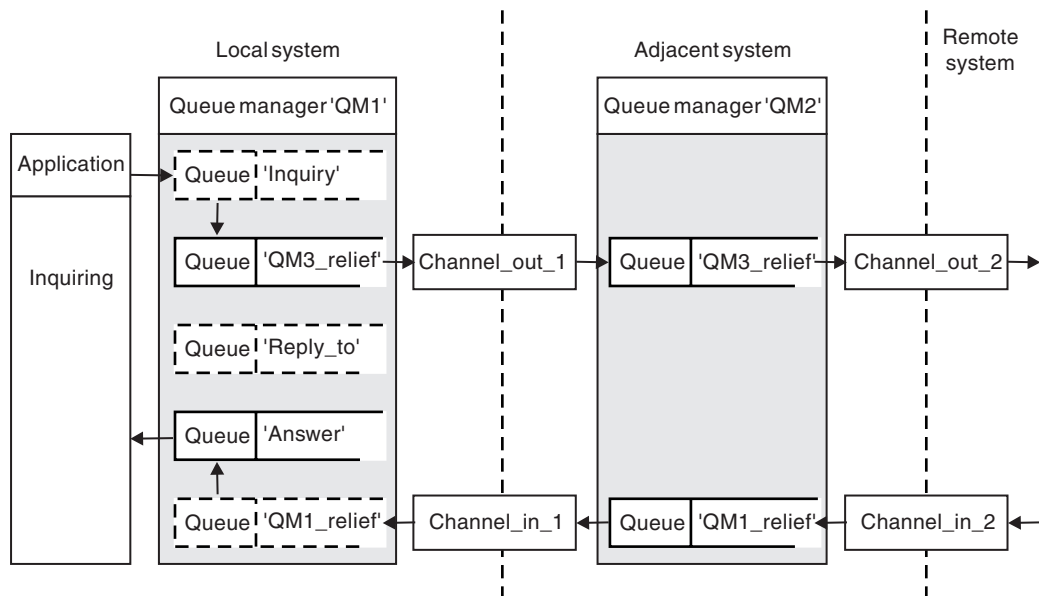 Local system
Adjacent system
Remote
system
Queue manager 'QM1'
Queue manager 'QM2'
Application
Inquiring
Queue 'Inquiry'
Queue 'QM3_relief'
Channel_out_1
Queue 'QM3_relief'
Channel_out_2
Queue 'Reply_to'
Queue 'Answer'
Queue 'QM1_relief'
Channel_in_1
Queue 'QM1_relief'
Channel_in_2